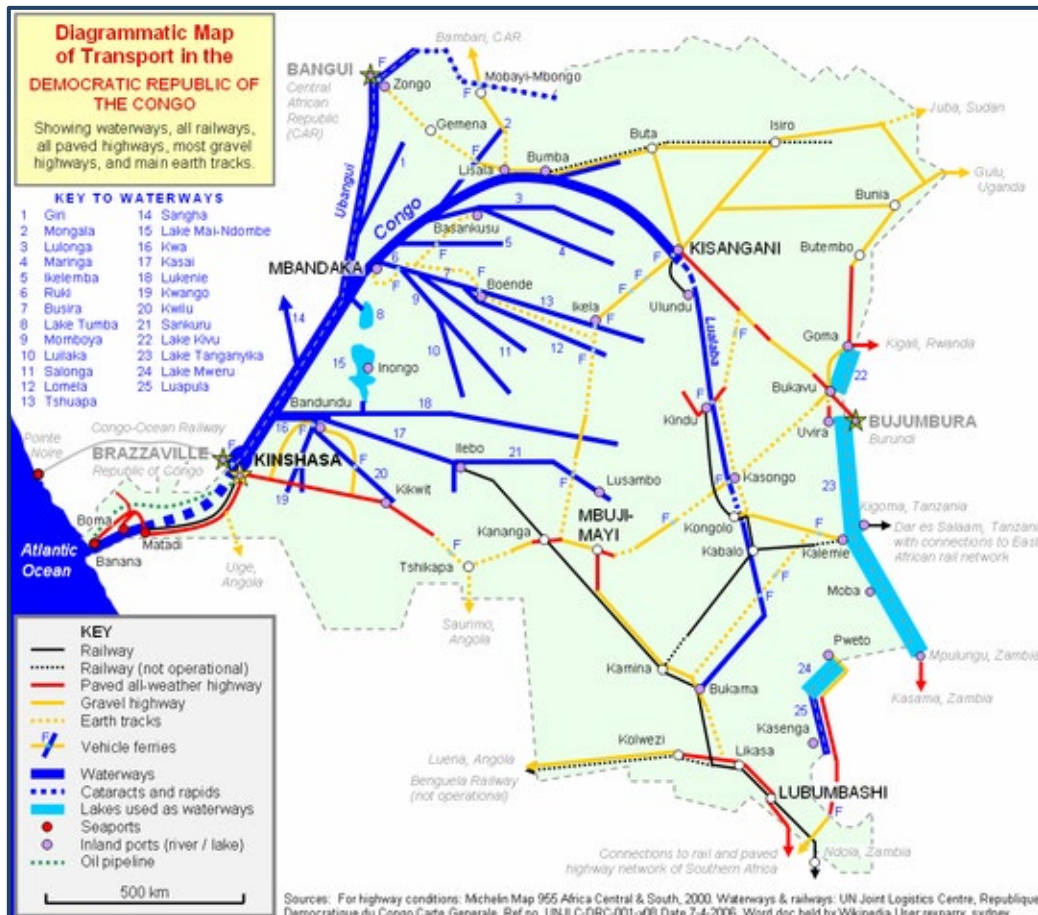 Diagrammatic Map
of Transport in the
DEMOCRATIC REPUBLIC OF
THE CONGO
Showing waterways, all railways,
all paved highways, most gravel
highways, and main earth tracks.
KEY TO WATERWAYS
1 Giri
2 Mongala
3 Lulonga
4 Maringa
5 Ikelemba
6 Ruki
7 Busira
8 Lake Tumba
9 Momboya
10 Luilaka
11 Salonga
12 Lomela
13 Tshuapa
14 Sangha
15 Lake Mai-Ndombe
16 Kwa
17 Kasai
18 Lukenie
19 Kwango
20 Kwilu
21 Sankuru
22 Lake Kivu
23 Lake Tanganyika
24 Lake Mweru
25 Luapula
Bambari, CAR
BANGUI
Central
African
Republic
(CAR)
Zongo
Mobayi-Mbongo
Gemena
Lisala
Bumba
Buta
Isiro
Juba, Sudan
Gulu,
Uganda
Bunia
Butembo
Ubangui
Congo
Basankusu
MBANDAKA
Boende
Ikela
KISANGANI
Ulundu
Lualaba
Goma
Kigali, Rwanda
Bukavu
BUJUMBURA
Burundi
Uvira
Inongo
Bandundu
Kindu
Congo-Ocean Railway
Pointe
Noire
BRAZZAVILLE
Republic of Congo
KINSHASA
Ilebo
Lusambo
Kasongo
Kikwit
Kigoma, Tanzania
Dar es Salaam, Tanzania
with connections to East
African rail network
Boma
Banana
Matadi
Atlantic
Ocean
Uige,
Angola
Kananga
MBUJI-
MAYI
Kongolo
Kabalo
Kalemie
Tshikapa
Saurimo,
Angola
Moba
Pweto
Mpulungu, Zambia
Kasama, Zambia
Kamina
Bukama
Kasenga
Kolwezi
Likasa
Luena, Angola
Benguela Railway
(not operational)
LUBUMBASHI
Connections to rail and paved
highway network of Southern Africa
Ndola, Zambia
KEY
Railway
Railway (not operational)
Paved all-weather highway
Gravel highway
Earth tracks
F
Vehicle ferries
Waterways
Cataracts and rapids
Lakes used as waterways
Seaports
Inland ports (river / lake)
Oil pipeline
500 km
Sources: For highway conditions: Michelin Map 955 Africa Central & South, 2000. Waterways & railways: UN Joint Logistics Centre, Republique